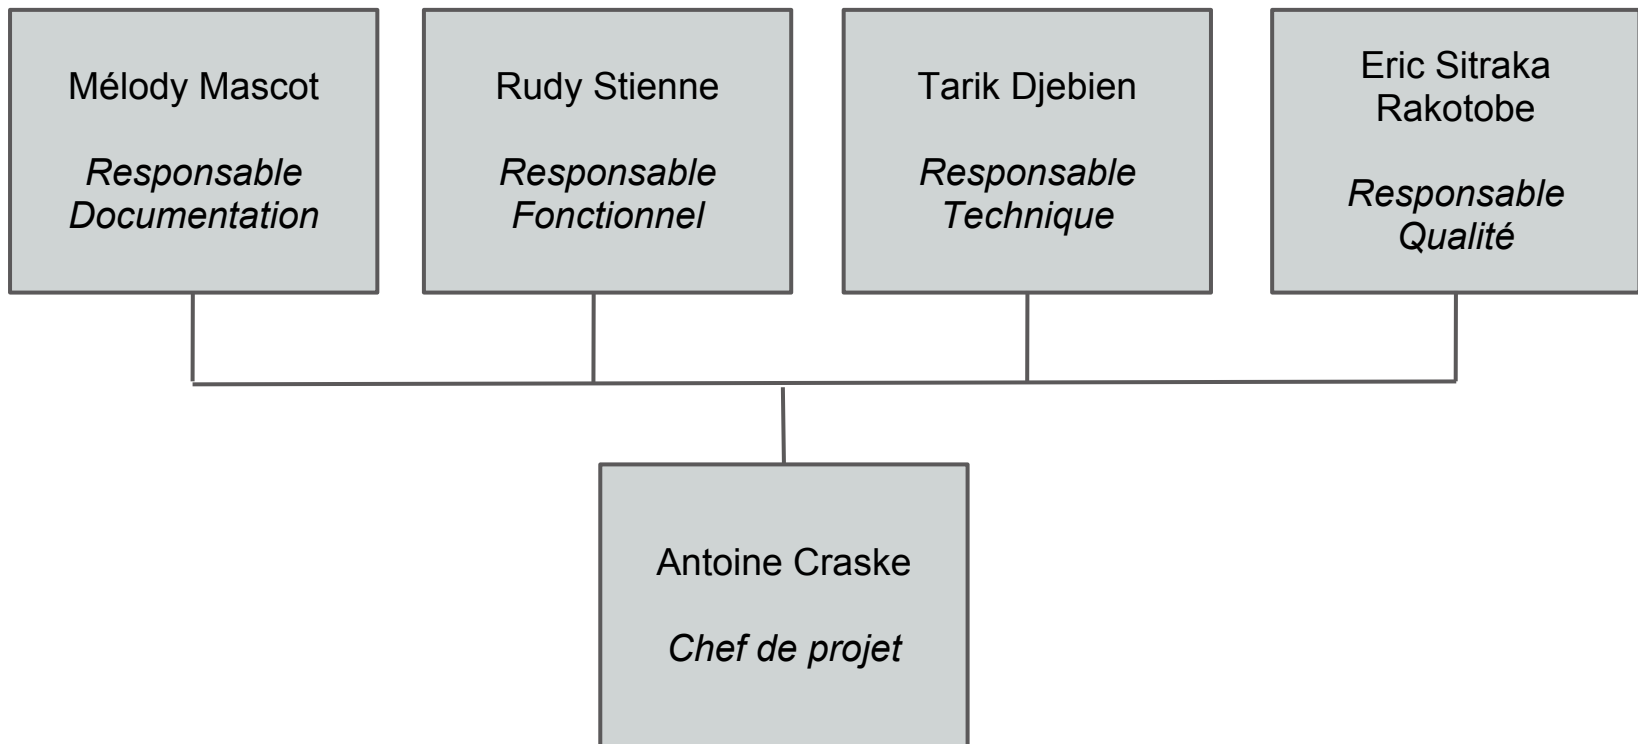 Mélody Mascot
Responsable
Documentation
Rudy Stienne
Responsable
Fonctionnel
Tarik Djebien
Responsable
Technique
Eric Sitraka
Rakotobe
Responsable
Qualité
Antoine Craske
Chef de projet